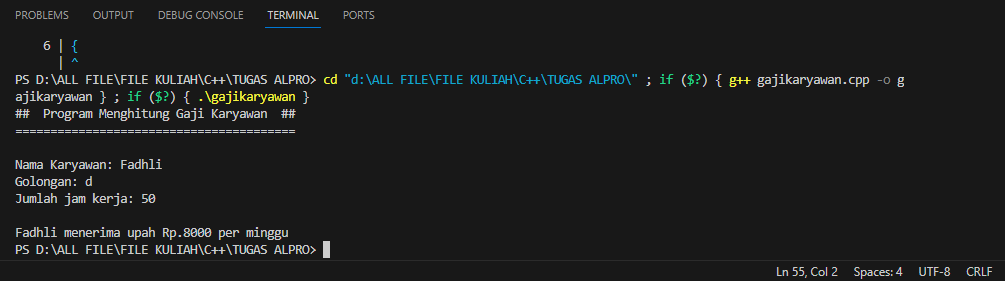 PROBLEMS OUTPUT DEBUG CONSOLE TERMINAL PORTS
6 | {
| ^
PS D:\ALL FILE\FILE KULIAH\C++\TUGAS ALPRO> cd "d:\ALL FILE\FILE KULIAH\C++\TUGAS ALPRO\" ; if ($?) { g++ gajikaryawan.cpp -o g
ajikaryawan } ; if ($?) { .\gajikaryawan }
## Program Menghitung Gaji Karyawan ##
========================================
Nama Karyawan: Fadhli
Golongan: d
Jumlah jam kerja: 50
Fadhli menerima upah Rp.8000 per minggu
PS D:\ALL FILE\FILE KULIAH\C++\TUGAS ALPRO>
Ln 55, Col 2 Spaces: 4 UTF-8 CRLF